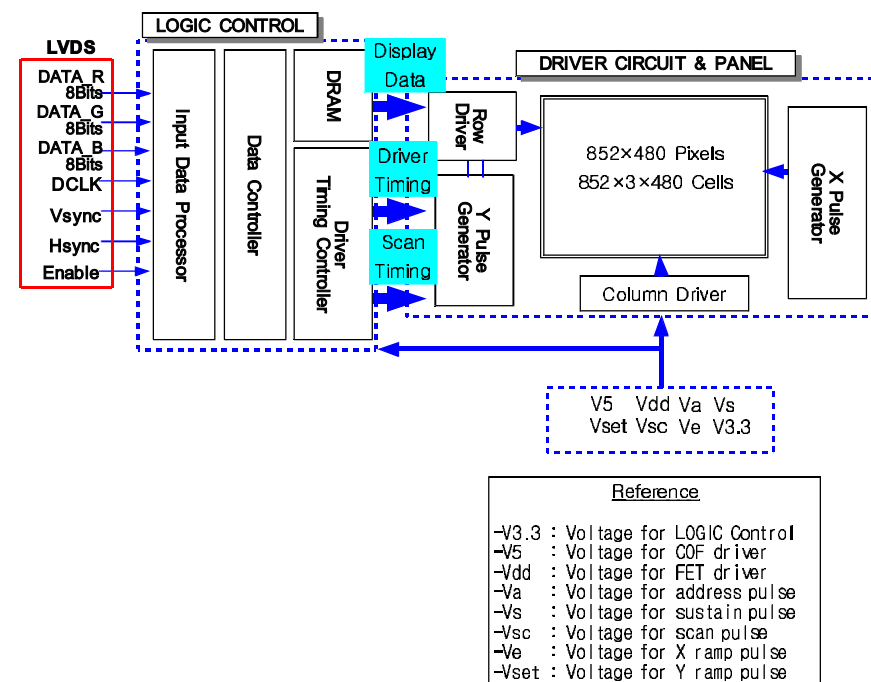 LOGIC CONTROL
LVDS
DATA_R
8Bits
DATA_G
8Bits
DATA_B
8Bits
DCLK
Vsync
Hsync
Enable
Input Data Processor
Data Controller
DRAM
Driver
Timing Controller
Display
Data
Driver
Timing
Scan
Timing
DRIVER CIRCUIT & PANEL
Row
Driver
Y Pulse
Generator
852×480 Pixels
852×3×480 Cells
X Pulse
Generator
Column Driver
V5 Vdd Va Vs
Vset Vsc Ve V3.3
Reference
-V3.3 : Voltage for LOGIC Control
-V5 : Voltage for COF driver
-Vdd : Voltage for FET driver
-Va : Voltage for address pulse
-Vs : Voltage for sustain pulse
-Vsc : Voltage for scan pulse
-Ve : Voltage for X ramp pulse
-Vset : Voltage for Y ramp pulse